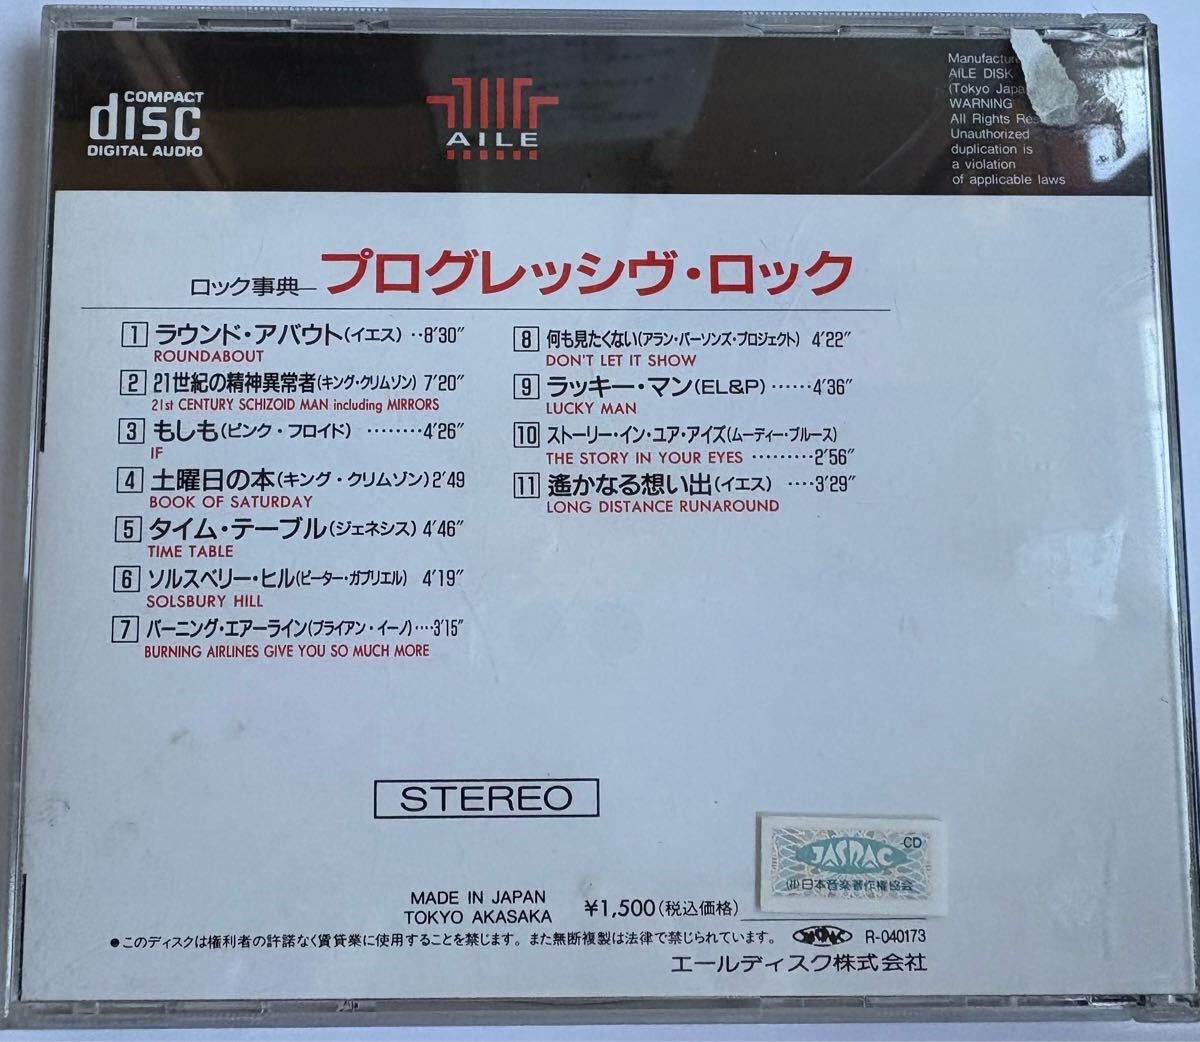 COMPACT
disc
DIGITAL AUDIO
AILE
Manufacture
AILE DISK
(Tokyo Japa
WARNING
All Rights Res
Unauthorized
duplication is
a violation
of applicable laws
ロック事典―プログレッシヴ・ロック
1 ラウンド・アバウト(イエス)‥8′30″
ROUNDABOUT
2 21世紀の精神異常者(キング・クリムゾン) 7′20″
21st CENTURY SCHIZOID MAN including MIRRORS
3 もしも(ピンク・フロイド)………4′26″
IF
4 土曜日の本(キング・クリムゾン) 2′49
BOOK OF SATURDAY
5 タイム・テーブル(ジェネシス) 4′46″
TIME TABLE
6 ソルスベリー・ヒル(ピーター・ガブリエル) 4′19″
SOLSBURY HILL
7 バーニング・エアーライン(ブライアン・イーノ)‥‥3′15″
BURNING AIRLINES GIVE YOU SO MUCH MORE
8 何も見たくない(アラン・パーソンズ・プロジェクト) 4′22″
DON'T LET IT SHOW
9 ラッキー・マン(EL&P)……4′36″
LUCKY MAN
10 ストーリー・イン・ユア・アイズ(ムーディー・ブルース)
THE STORY IN YOUR EYES ………2′56″
11 遙かなる想い出(イエス)‥‥3′29″
LONG DISTANCE RUNAROUND
STEREO
JASRAC CD
(社)日本音楽著作権協会
MADE IN JAPAN
TOKYO AKASAKA
¥1,500(税込価格)
●このディスクは権利者の許諾なく賃貸業に使用することを禁じます。また無断複製は法律で禁じられています。
R-040173
エールディスク株式会社